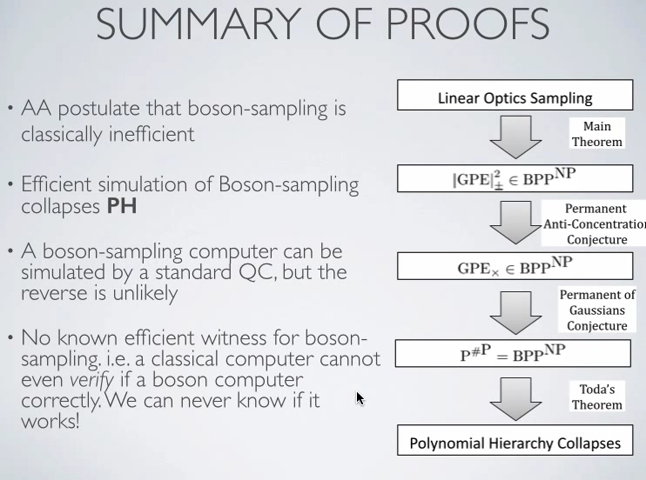 SUMMARY OF PROOFS
• AA postulate that boson-sampling is
classically inefficient
• Efficient simulation of Boson-sampling
collapses PH
• A boson-sampling computer can be
simulated by a standard QC, but the
reverse is unlikely
• No known efficient witness for boson-
sampling, i.e. a classical computer cannot
even verify if a boson computer
correctly. We can never know if it
works!
Linear Optics Sampling
Main
Theorem
|GPE|²± ∈ BPP^NP
Permanent
Anti-Concentration
Conjecture
GPE× ∈ BPP^NP
Permanent of
Gaussians
Conjecture
P^#P = BPP^NP
Toda's
Theorem
Polynomial Hierarchy Collapses